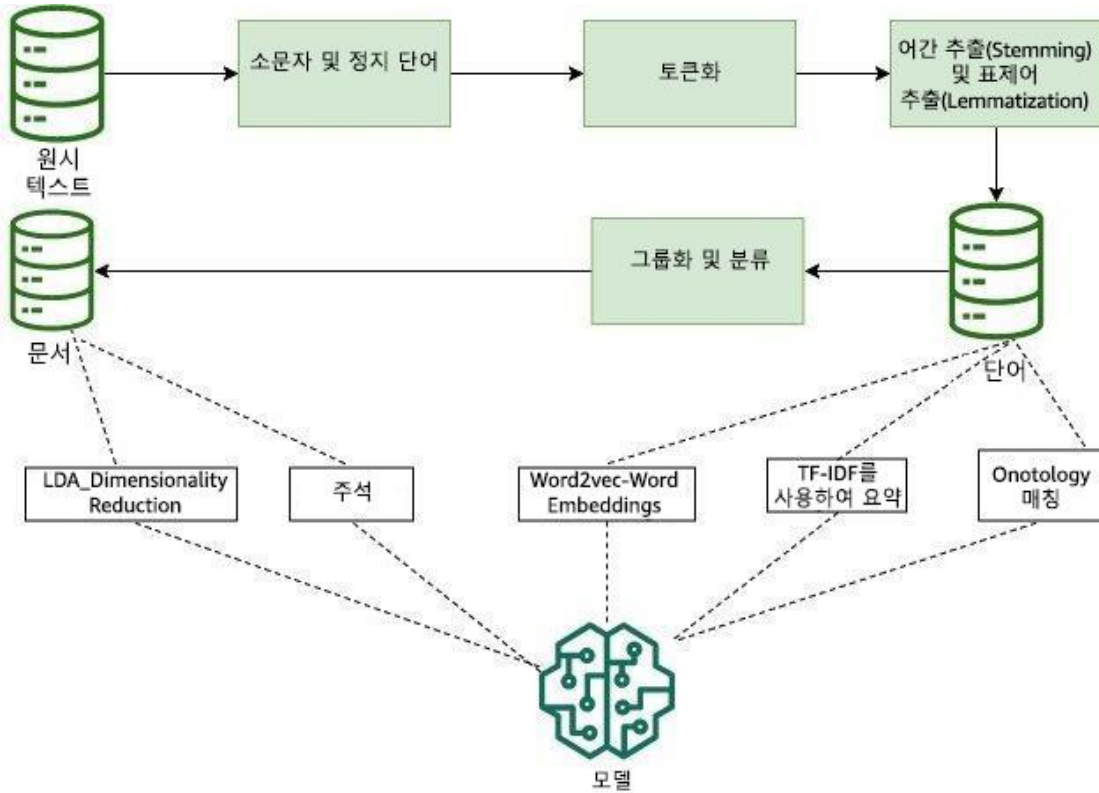 소문자 및 정지 단어
토큰화
어간 추출(Stemming)
및 표제어
추출(Lemmatization)
원시
텍스트
그룹화 및 분류
문서
단어
LDA_Dimensionality
Reduction
주석
Word2vec-Word
Embeddings
TF-IDF를
사용하여 요약
Onotology
매칭
모델